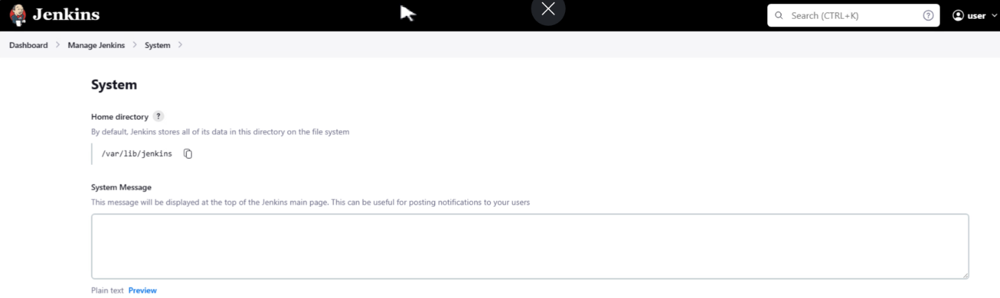 Jenkins Search (CTRL+K) ? user
Dashboard Manage Jenkins System
System
Home directory ?
By default, Jenkins stores all of its data in this directory on the file system
/var/lib/jenkins
System Message
This message will be displayed at the top of the Jenkins main page. This can be useful for posting notifications to your users
Plain text Preview